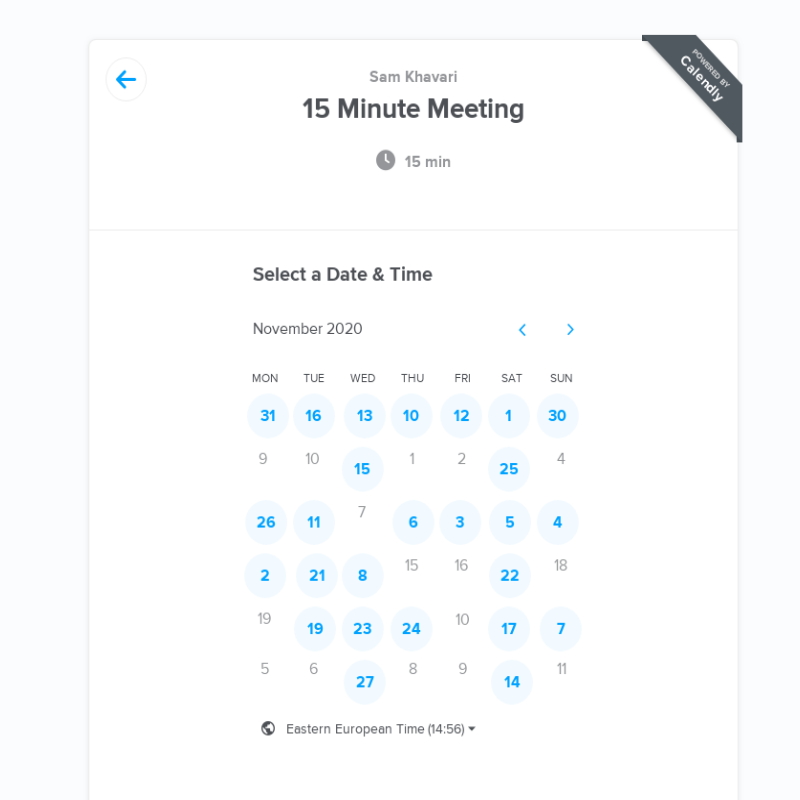 Sam Khavari
15 Minute Meeting
15 min
POWERED BY
Calendly
Select a Date & Time
November 2020
MON TUE WED THU FRI SAT SUN
31 16 13 10 12 1 30
9 10 15 1 2 25 4
26 11 7 6 3 5 4
2 21 8 15 16 22 18
19 19 23 24 10 17 7
5 6 27 8 9 14 11
Eastern European Time (14:56)